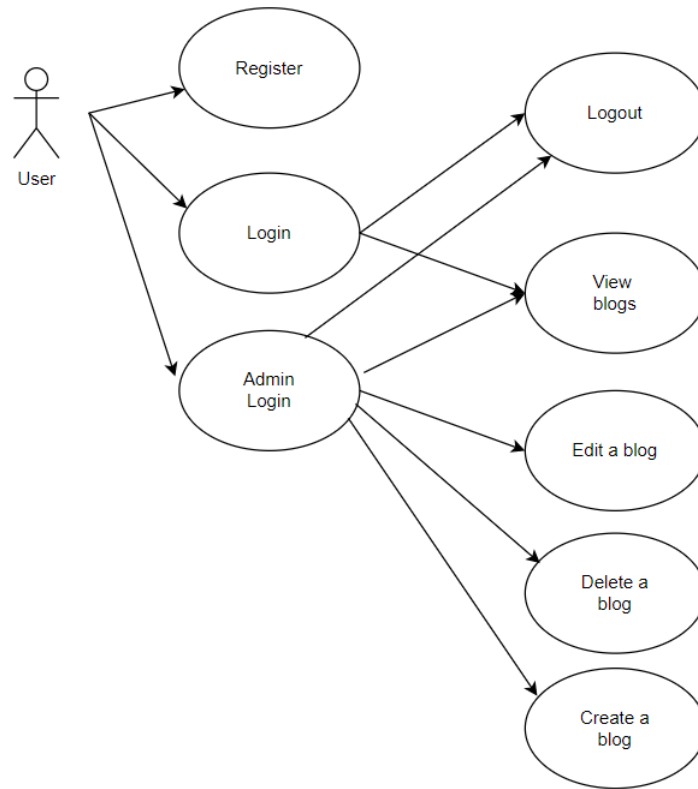 Register
Logout
User
Login
View
blogs
Admin
Login
Edit a blog
Delete a
blog
Create a
blog